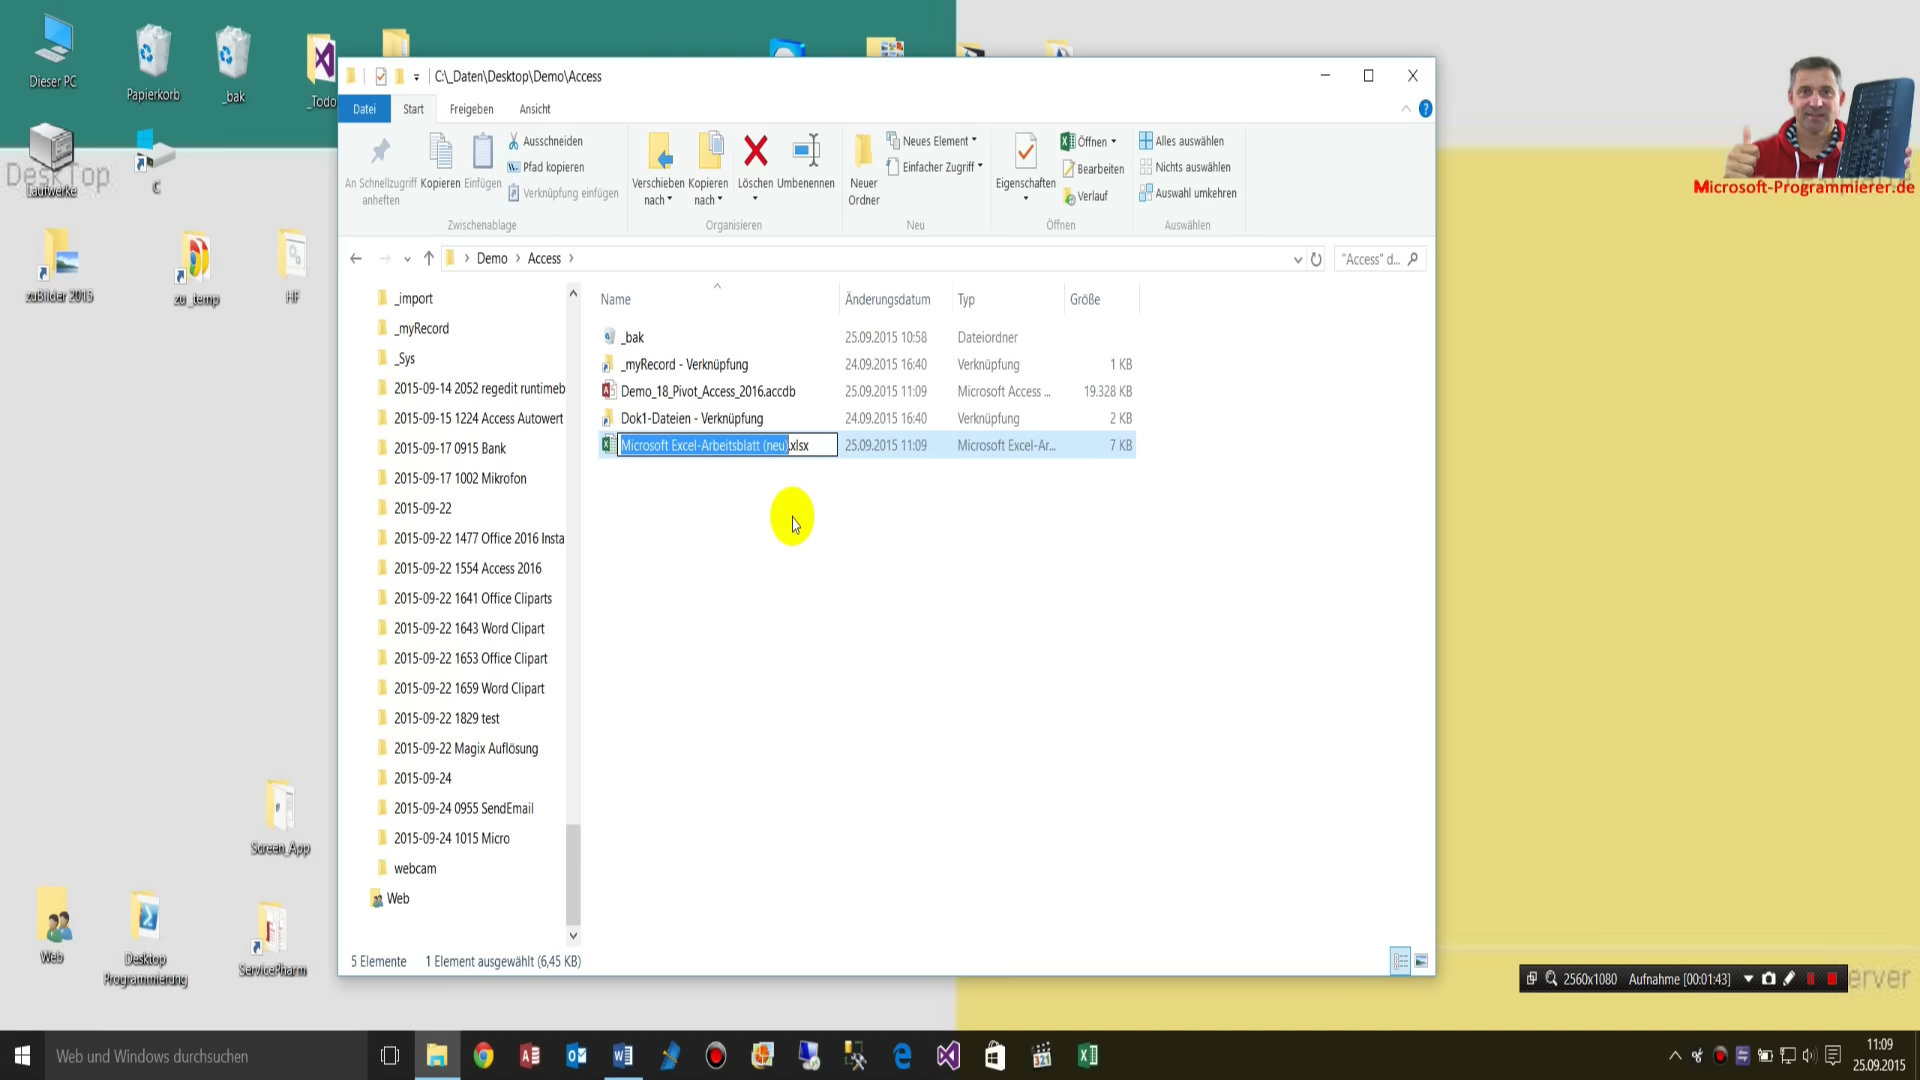 Dieser PC
Papierkorb
_bak
_Todo
DeskTop
Laufwerke
C
zuBilder 2015
zu _temp
HF
Screen_App
Web
Desktop
Programmierung
ServicePharm
C:\_Daten\Desktop\Demo\Access
Datei
Start
Freigeben
Ansicht
An Schnellzugriff
anheften
Kopieren
Einfügen
Ausschneiden
Pfad kopieren
Verknüpfung einfügen
Zwischenablage
Verschieben
nach
Kopieren
nach
Löschen
Umbenennen
Organisieren
Neuer
Ordner
Neues Element
Einfacher Zugriff
Neu
Eigenschaften
Öffnen
Bearbeiten
Verlauf
Öffnen
Alles auswählen
Nichts auswählen
Auswahl umkehren
Auswählen
Demo > Access >
"Access" d...
_import
_myRecord
_Sys
2015-09-14 2052 regedit runtimeb
2015-09-15 1224 Access Autowert
2015-09-17 0915 Bank
2015-09-17 1002 Mikrofon
2015-09-22
2015-09-22 1477 Office 2016 Insta
2015-09-22 1554 Access 2016
2015-09-22 1641 Office Cliparts
2015-09-22 1643 Word Clipart
2015-09-22 1653 Office Clipart
2015-09-22 1659 Word Clipart
2015-09-22 1829 test
2015-09-22 Magix Auflösung
2015-09-24
2015-09-24 0955 SendEmail
2015-09-24 1015 Micro
webcam
Web
Name Änderungsdatum Typ Größe
_bak 25.09.2015 10:58 Dateiordner
_myRecord - Verknüpfung 24.09.2015 16:40 Verknüpfung 1 KB
Demo_18_Pivot_Access_2016.accdb 25.09.2015 11:09 Microsoft Access ... 19.328 KB
Dok1-Dateien - Verknüpfung 24.09.2015 16:40 Verknüpfung 2 KB
Microsoft Excel-Arbeitsblatt (neu).xlsx 25.09.2015 11:09 Microsoft Excel-Ar... 7 KB
5 Elemente 1 Element ausgewählt (6,45 KB)
Microsoft-Programmierer.de
2560x1080 Aufnahme [00:01:43]
erver
Web und Windows durchsuchen
321
11:09
25.09.2015